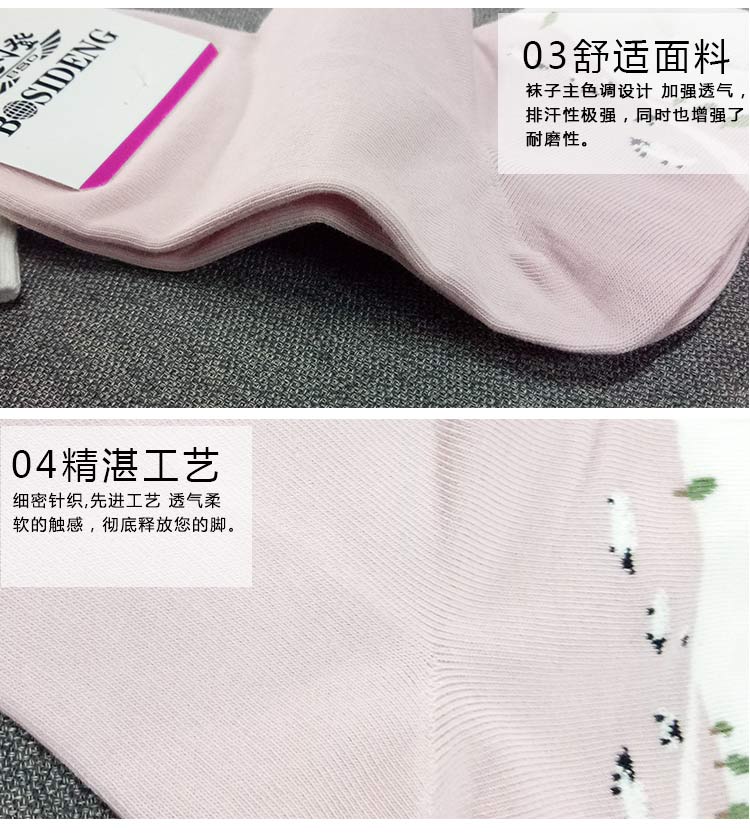 BOSIDENG
03舒适面料
袜子主色调设计 加强透气，
排汗性极强，同时也增强了
耐磨性。
04精湛工艺
细密针织,先进工艺 透气柔
软的触感，彻底释放您的脚。